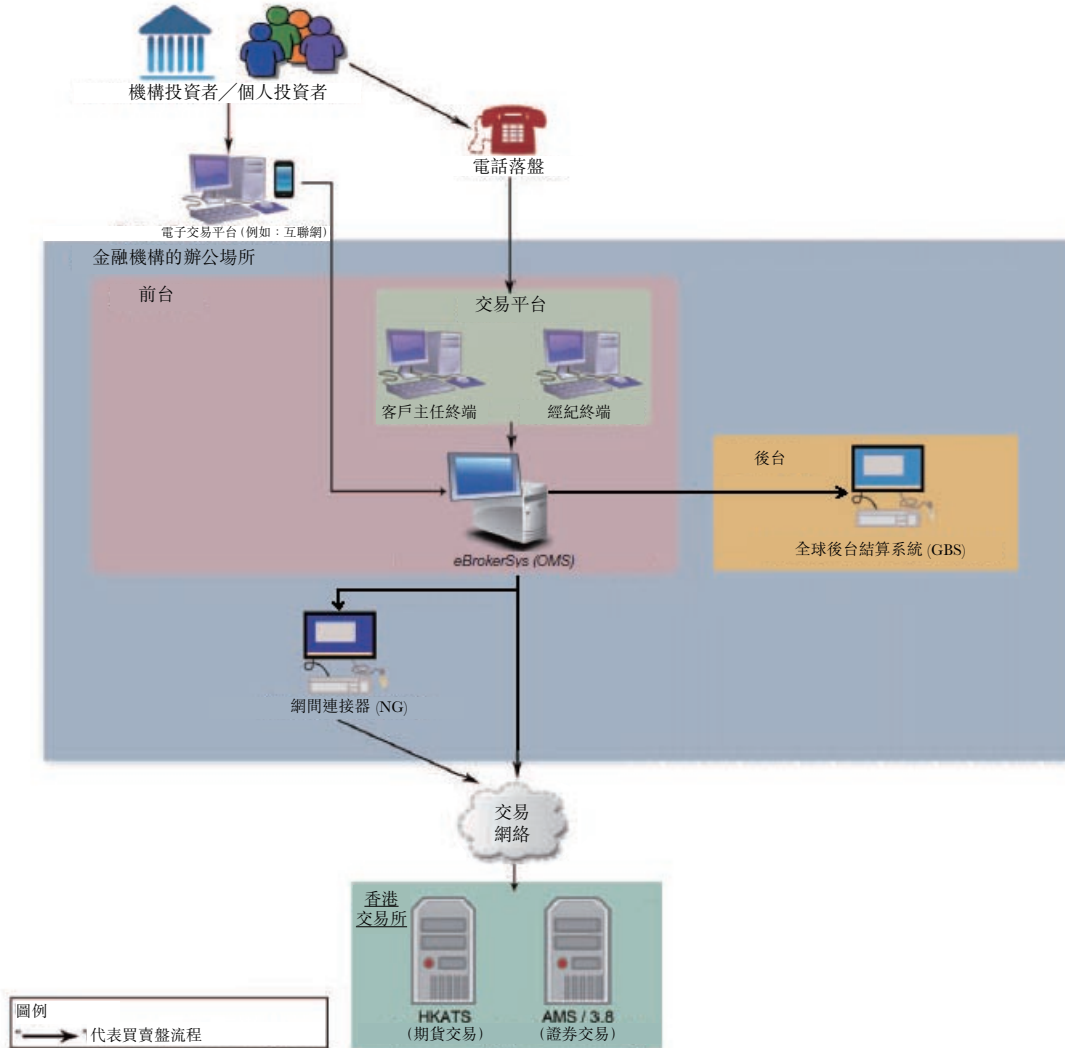 機構投資者／個人投資者
電話落盤
電子交易平台(例如：互聯網)
金融機構的辦公場所
前台
交易平台
客戶主任終端
經紀終端
後台
eBrokerSys (OMS)
全球後台結算系統 (GBS)
網間連接器 (NG)
交易
網絡
香港
交易所
HKATS
(期貨交易)
AMS / 3.8
(證券交易)
圖例
代表買賣盤流程